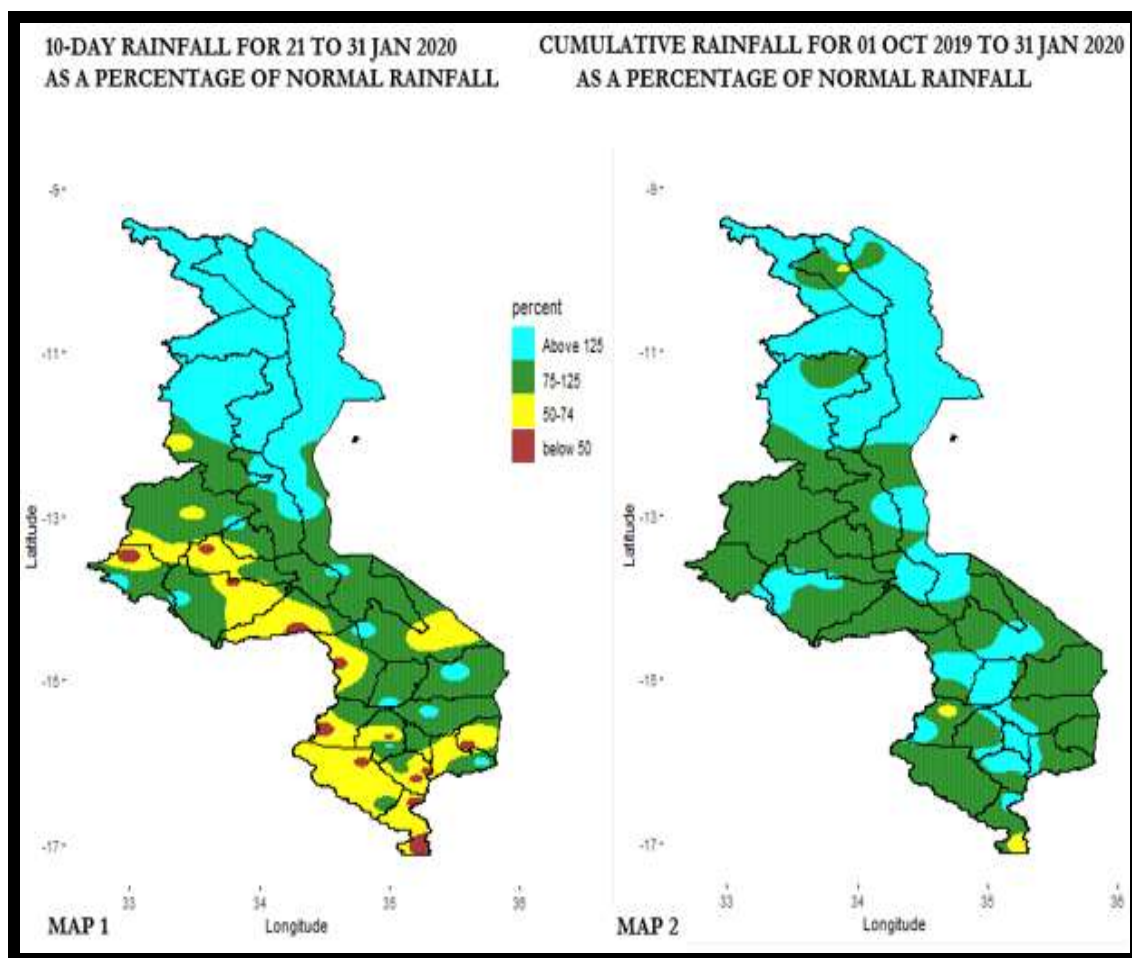 10-DAY RAINFALL FOR 21 TO 31 JAN 2020
AS A PERCENTAGE OF NORMAL RAINFALL
CUMULATIVE RAINFALL FOR 01 OCT 2019 TO 31 JAN 2020
AS A PERCENTAGE OF NORMAL RAINFALL
-9
-11
-13
-15
-17
Latitude
33
34
35
36
Longitude
MAP 1
percent
Above 125
75-125
50-74
below 50
-9
-11
-13
-15
-17
Latitude
33
34
35
36
Longitude
MAP 2